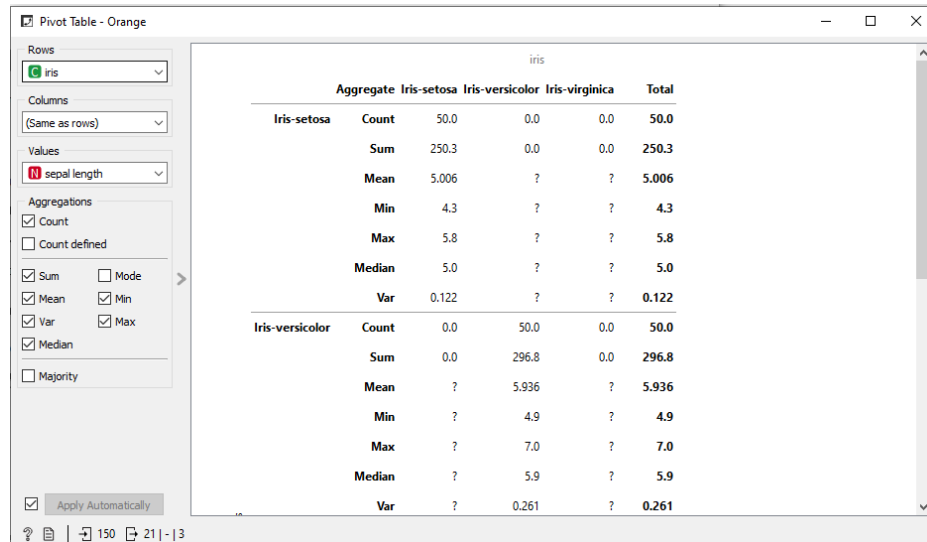 Pivot Table - Orange
Rows
C iris
Columns
(Same as rows)
Values
N sepal length
Aggregations
Count
Count defined
Sum Mode
Mean Min
Var Max
Median
Majority
Apply Automatically
? 150 21 | - | 3
iris
Aggregate Iris-setosa Iris-versicolor Iris-virginica Total
Iris-setosa Count 50.0 0.0 0.0 50.0
Sum 250.3 0.0 0.0 250.3
Mean 5.006 ? ? 5.006
Min 4.3 ? ? 4.3
Max 5.8 ? ? 5.8
Median 5.0 ? ? 5.0
Var 0.122 ? ? 0.122
Iris-versicolor Count 0.0 50.0 0.0 50.0
Sum 0.0 296.8 0.0 296.8
Mean ? 5.936 ? 5.936
Min ? 4.9 ? 4.9
Max ? 7.0 ? 7.0
Median ? 5.9 ? 5.9
Var ? 0.261 ? 0.261